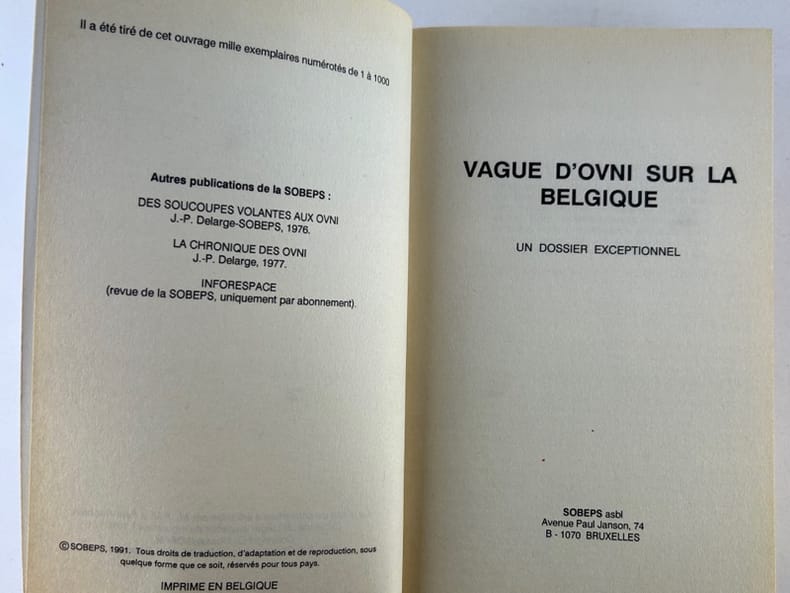 Il a été tiré de cet ouvrage mille exemplaires numérotés de 1 à 1000
Autres publications de la SOBEPS :
DES SOUCOUPES VOLANTES AUX OVNI
J.-P. Delarge-SOBEPS, 1976.
LA CHRONIQUE DES OVNI
J.-P. Delarge, 1977.
INFORESPACE
(revue de la SOBEPS, uniquement par abonnement).
©SOBEPS, 1991. Tous droits de traduction, d'adaptation et de reproduction, sous
quelque forme que ce soit, réservés pour tous pays.
IMPRIME EN BELGIQUE
VAGUE D'OVNI SUR LA
BELGIQUE
UN DOSSIER EXCEPTIONNEL
SOBEPS asbl
Avenue Paul Janson, 74
B - 1070 BRUXELLES